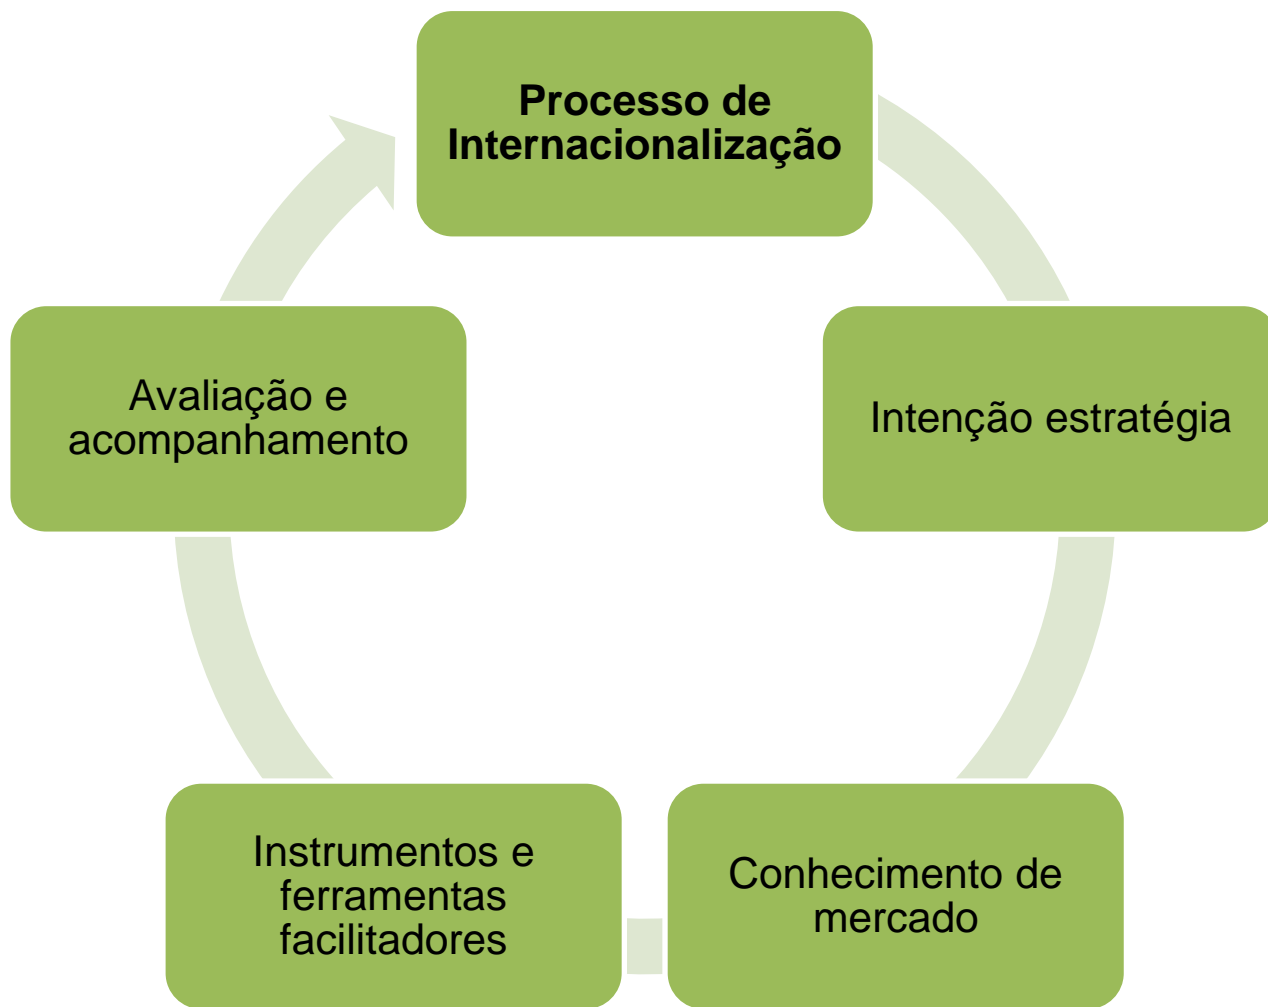 Processo de
Internacionalização
Intenção estratégia
Conhecimento de
mercado
Instrumentos e
ferramentas
facilitadores
Avaliação e
acompanhamento